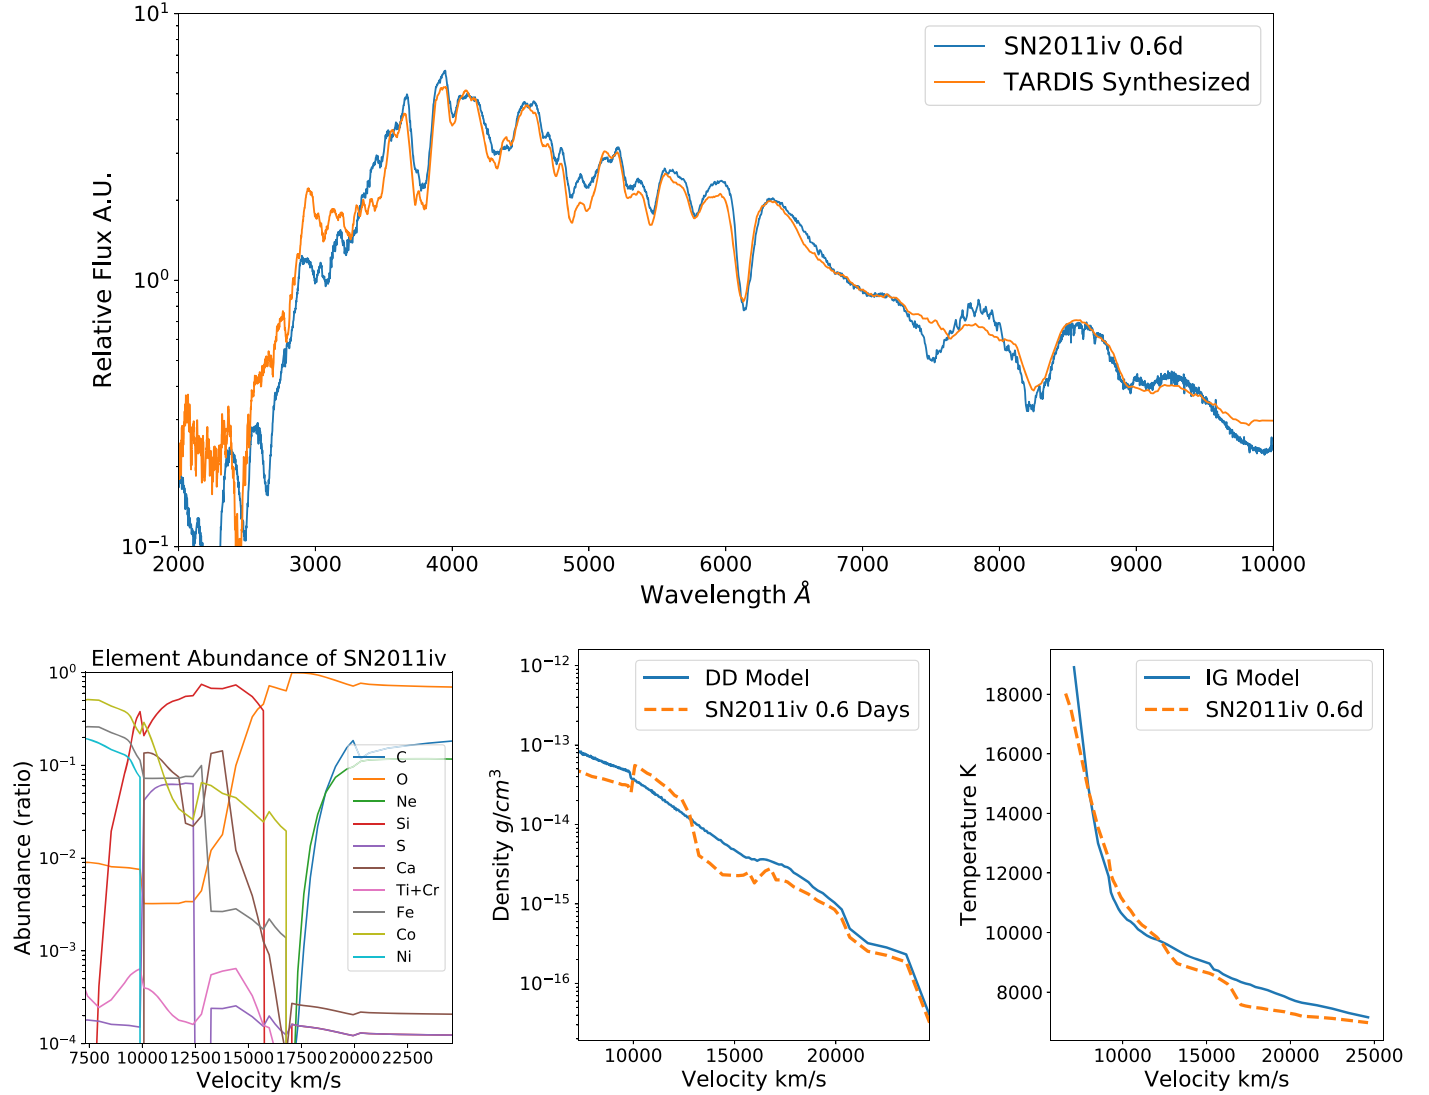 SN2011iv 0.6d
TARDIS Synthesized
10^1
10^0
10^−1
Relative Flux A.U.
2000 3000 4000 5000 6000 7000 8000 9000 10000
Wavelength Å
Element Abundance of SN2011iv
10^0
10^−1
10^−2
10^−3
10^−4
Abundance (ratio)
C
O
Ne
Si
S
Ca
Ti+Cr
Fe
Co
Ni
7500 10000 12500 15000 17500 20000 22500
Velocity km/s
DD Model
SN2011iv 0.6 Days
10^−12
10^−13
10^−14
10^−15
10^−16
Density g/cm^3
10000 15000 20000
Velocity km/s
IG Model
SN2011iv 0.6d
18000
16000
14000
12000
10000
8000
Temperature K
10000 15000 20000 25000
Velocity km/s